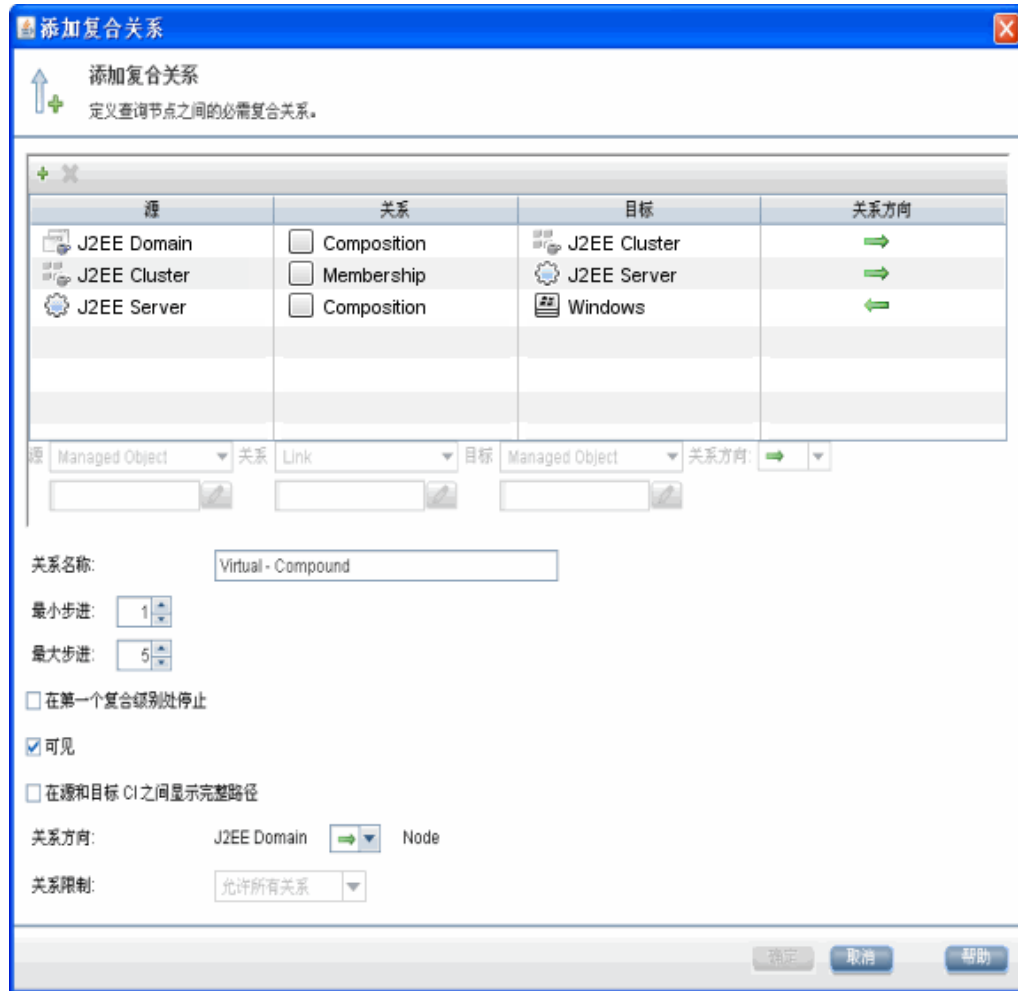 添加复合关系
添加复合关系
定义查询节点之间的必需复合关系。
源 关系 目标 关系方向
J2EE Domain Composition J2EE Cluster
J2EE Cluster Membership J2EE Server
J2EE Server Composition Windows
源 Managed Object 关系 Link 目标 Managed Object 关系方向:
关系名称: Virtual - Compound
最小步进: 1
最大步进: 5
在第一个复合级别处停止
可见
在源和目标 CI 之间显示完整路径
关系方向: J2EE Domain Node
关系限制: 允许所有关系
确定 取消 帮助